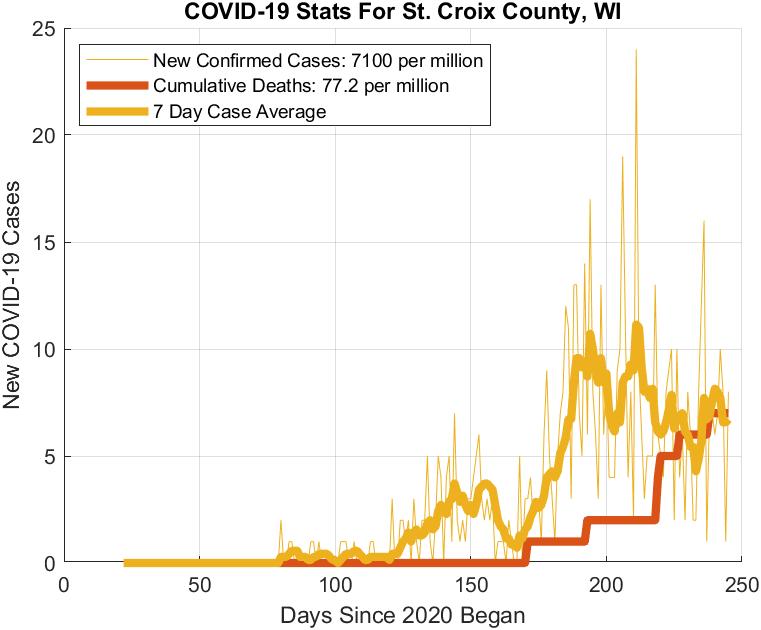 COVID-19 Stats For St. Croix County, WI
25
20
15
10
5
0
New Confirmed Cases: 7100 per million
Cumulative Deaths: 77.2 per million
7 Day Case Average
New COVID-19 Cases
0 50 100 150 200 250
Days Since 2020 Began